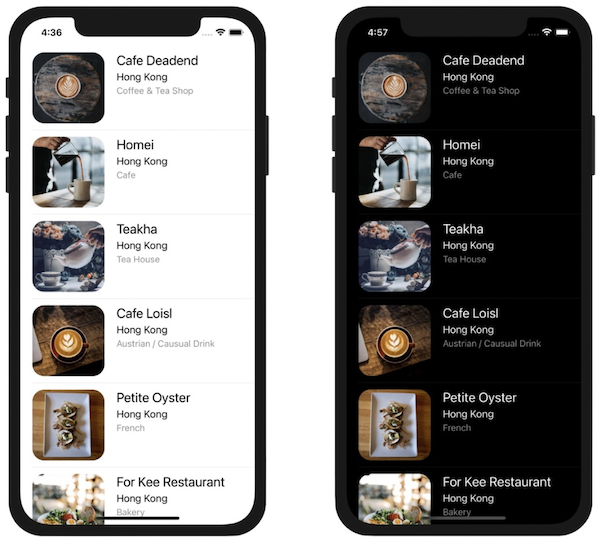 4:36
Cafe Deadend
Hong Kong
Coffee & Tea Shop
Homei
Hong Kong
Cafe
Teakha
Hong Kong
Tea House
Cafe Loisl
Hong Kong
Austrian / Causual Drink
Petite Oyster
Hong Kong
French
For Kee Restaurant
Hong Kong
Bakery
4:57
Cafe Deadend
Hong Kong
Coffee & Tea Shop
Homei
Hong Kong
Cafe
Teakha
Hong Kong
Tea House
Cafe Loisl
Hong Kong
Austrian / Causual Drink
Petite Oyster
Hong Kong
French
For Kee Restaurant
Hong Kong
Bakery